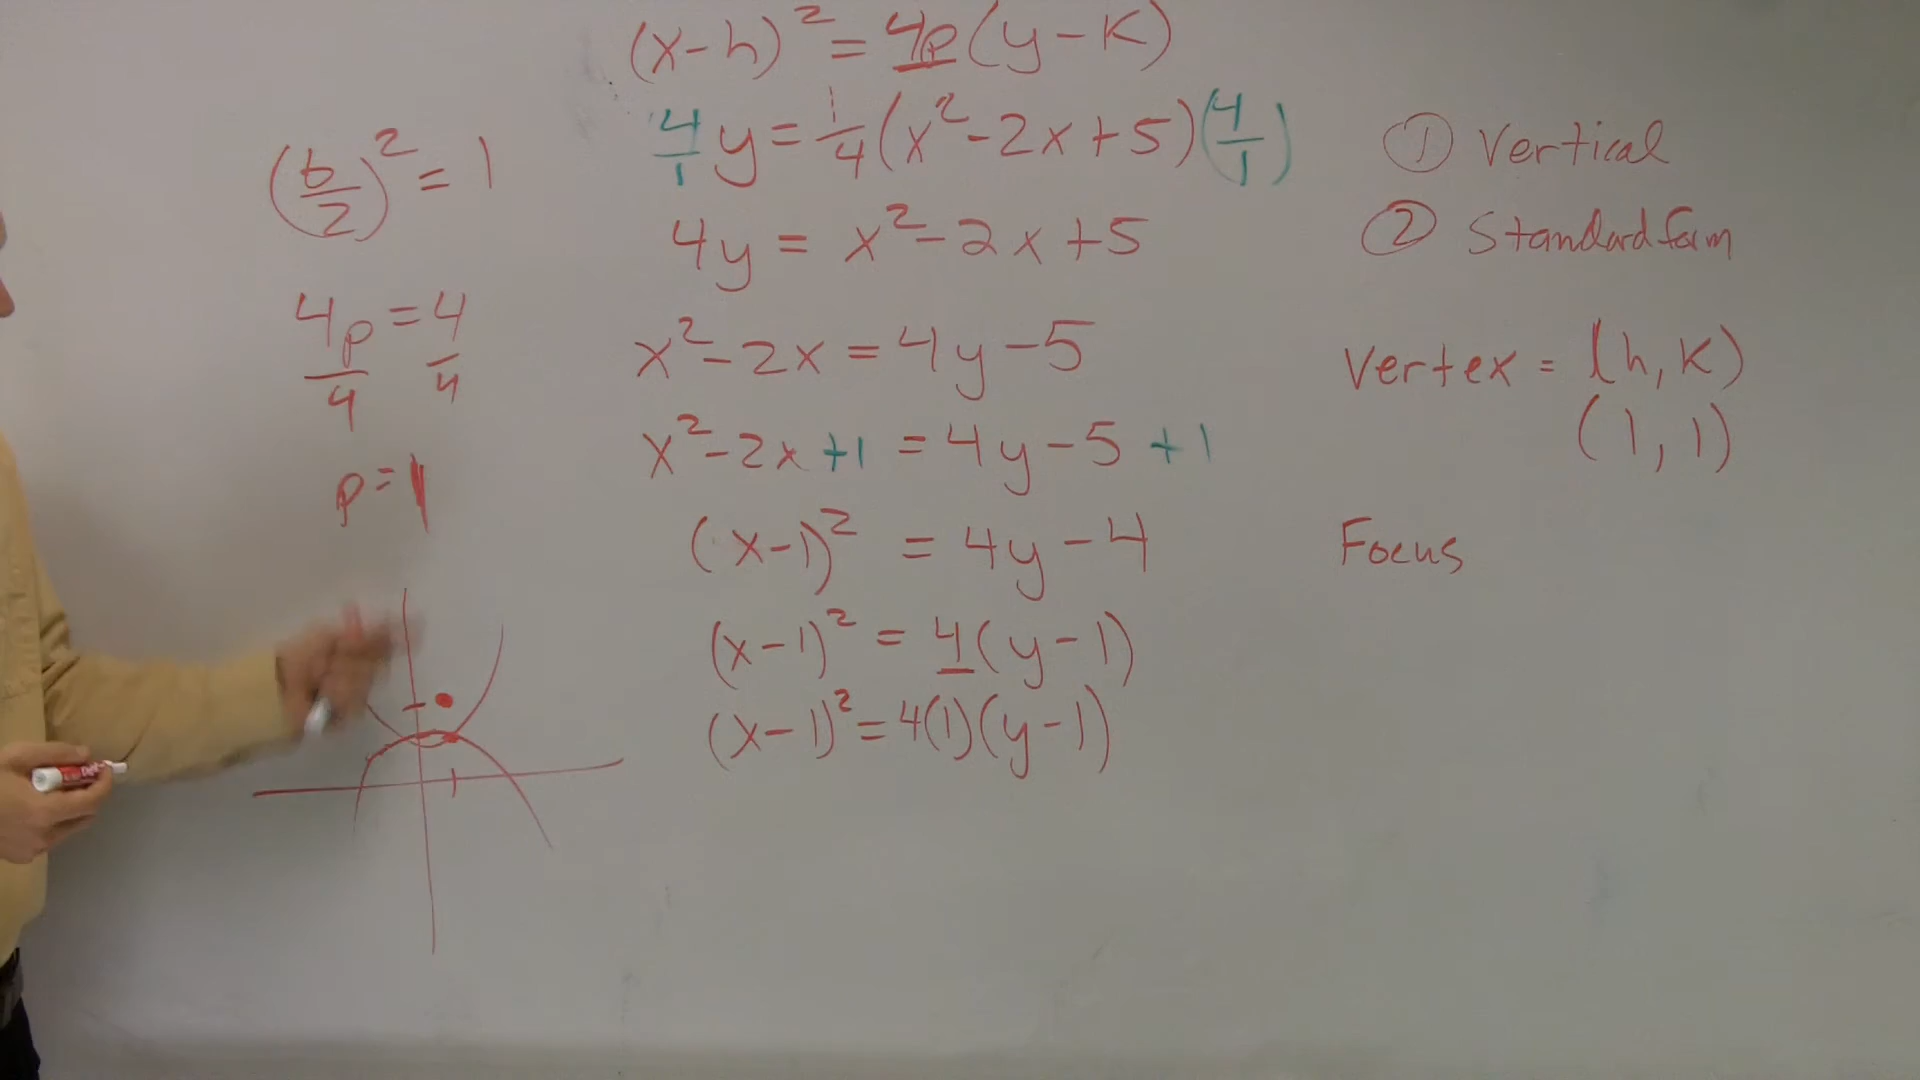 (x-h)² = 4p(y-k)
4/1 y = 1/4 (x²-2x+5)(4/1)
4y = x²-2x+5
x²-2x = 4y-5
x²-2x+1 = 4y-5+1
(x-1)² = 4y-4
(x-1)² = 4(y-1)
(x-1)² = 4(1)(y-1)
(b/2)² = 1
4p/4 = 4/4
p = 1
① Vertical
② Standard form
Vertex = (h, k)
(1, 1)
Focus